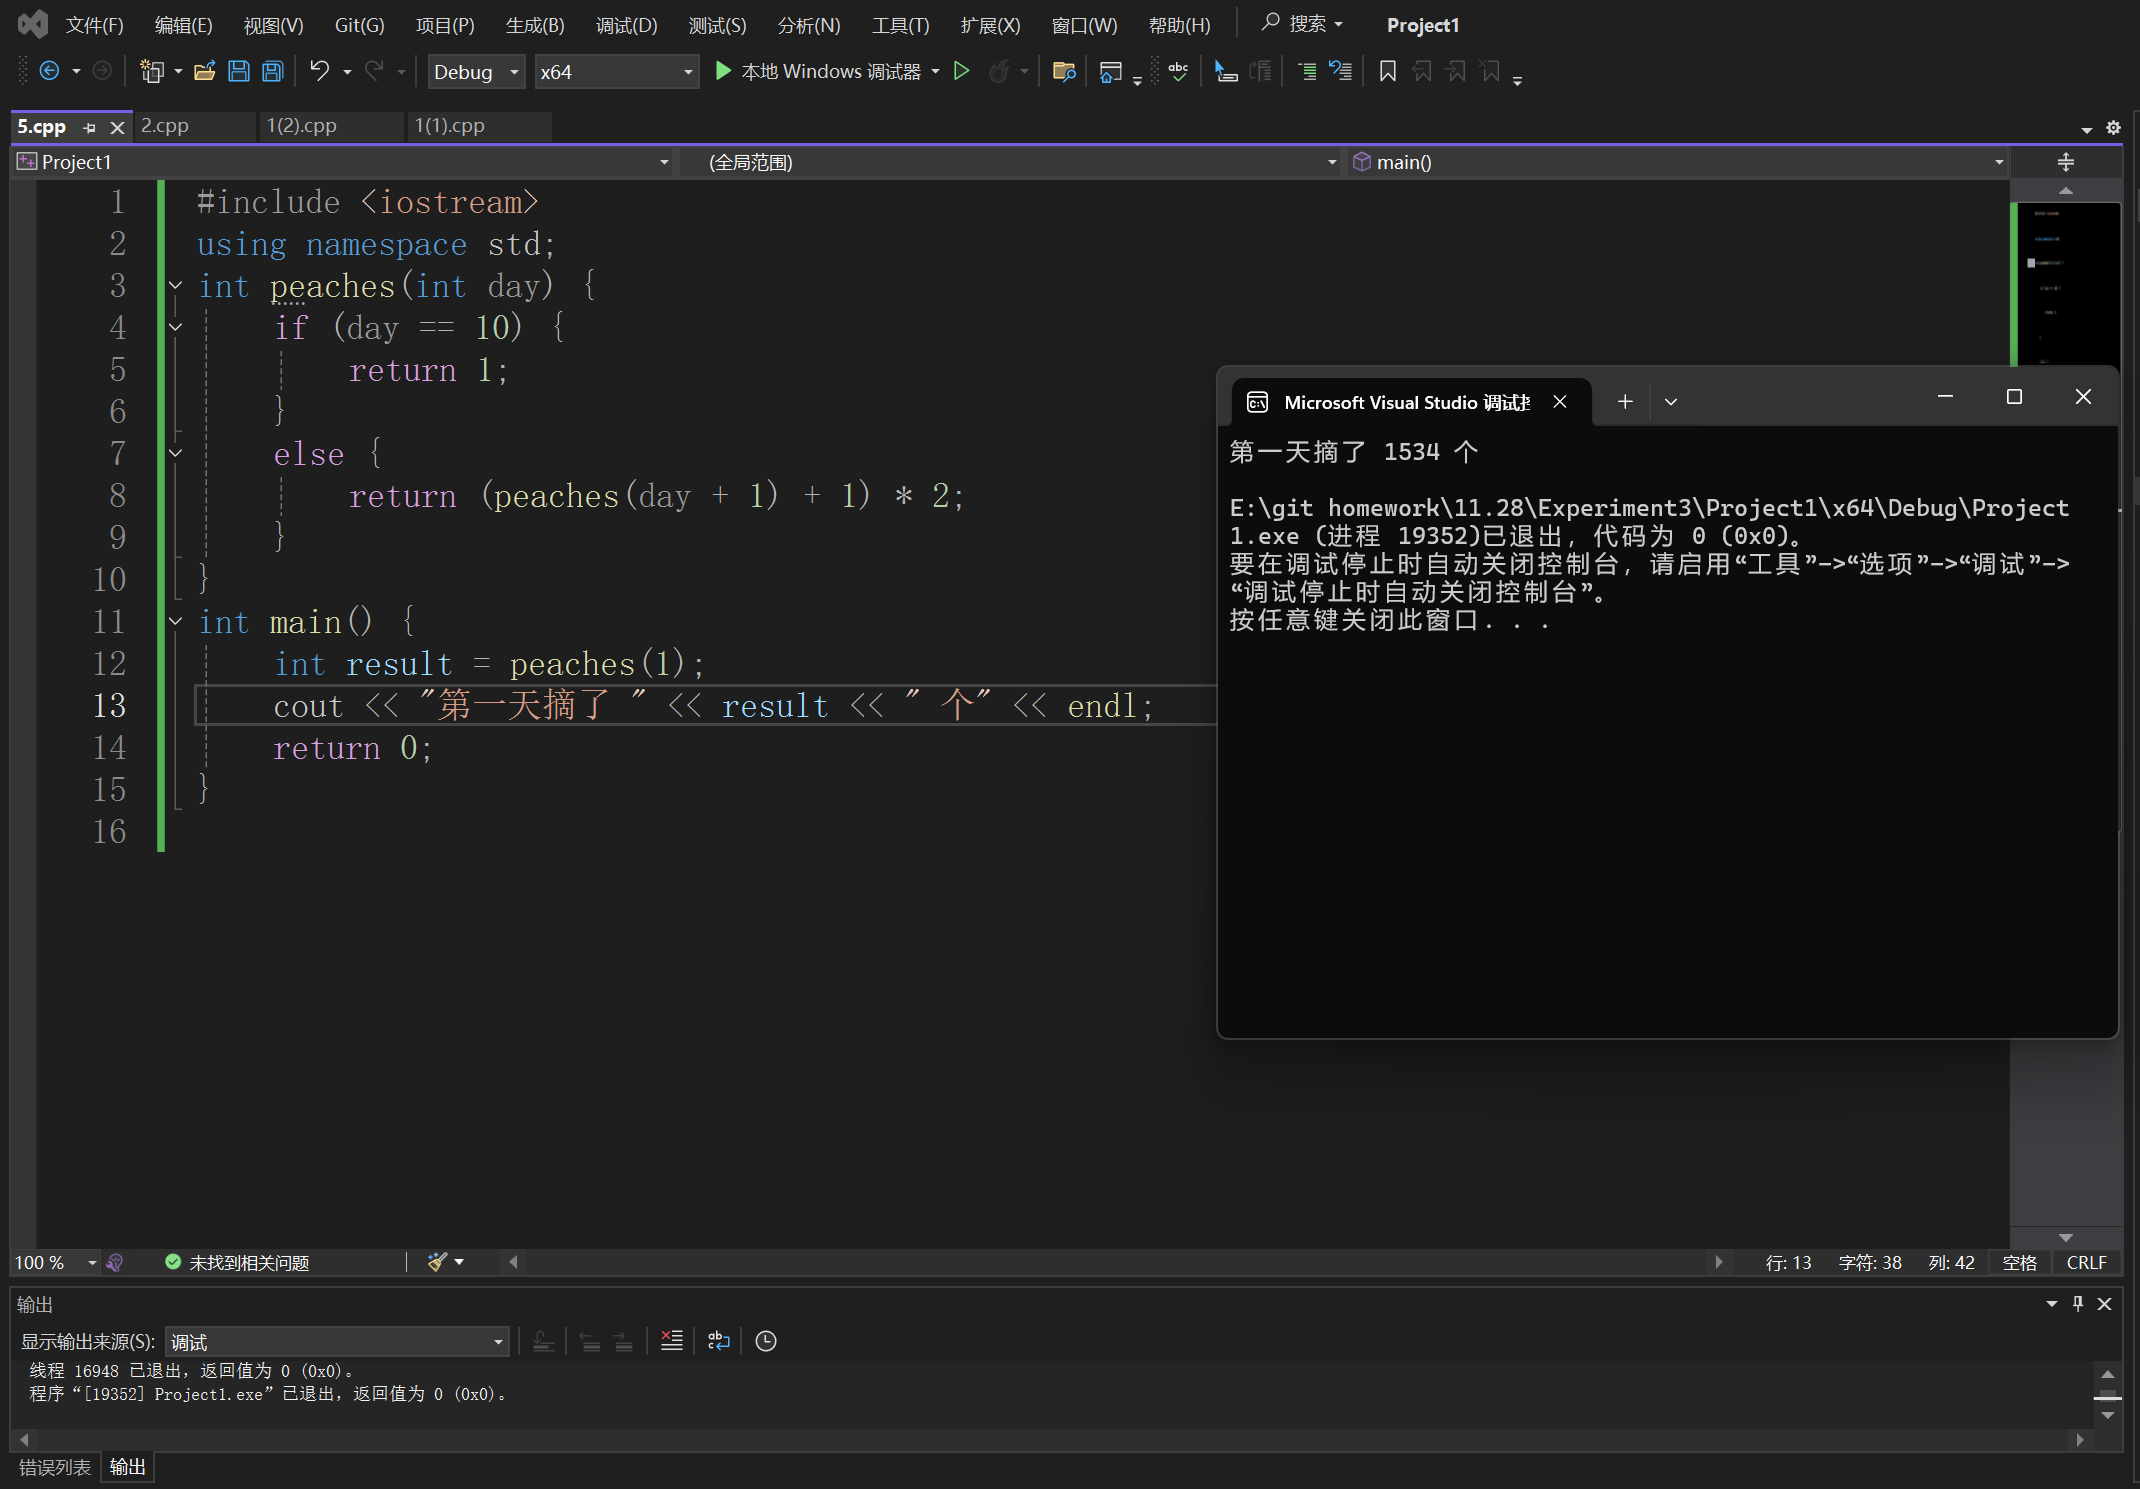 文件(F) 编辑(E) 视图(V) Git(G) 项目(P) 生成(B) 调试(D) 测试(S) 分析(N) 工具(T) 扩展(X) 窗口(W) 帮助(H) 搜索 Project1
Debug x64 本地 Windows 调试器
5.cpp 2.cpp 1(2).cpp 1(1).cpp
Project1 (全局范围) main()
1 #include <iostream>
2 using namespace std;
3 int peaches(int day) {
4 if (day == 10) {
5 return 1;
6 }
7 else {
8 return (peaches(day + 1) + 1) * 2;
9 }
10 }
11 int main() {
12 int result = peaches(1);
13 cout << "第一天摘了 " << result << " 个" << endl;
14 return 0;
15 }
16
Microsoft Visual Studio 调试控
第一天摘了 1534 个
E:\git homework\11.28\Experiment3\Project1\x64\Debug\Project
1.exe (进程 19352)已退出，代码为 0 (0x0)。
要在调试停止时自动关闭控制台，请启用“工具”->“选项”->“调试”->
“调试停止时自动关闭控制台”。
按任意键关闭此窗口. . .
100 % 未找到相关问题 行: 13 字符: 38 列: 42 空格 CRLF
输出
显示输出来源(S): 调试
线程 16948 已退出，返回值为 0 (0x0)。
程序“[19352] Project1.exe”已退出，返回值为 0 (0x0)。
错误列表 输出